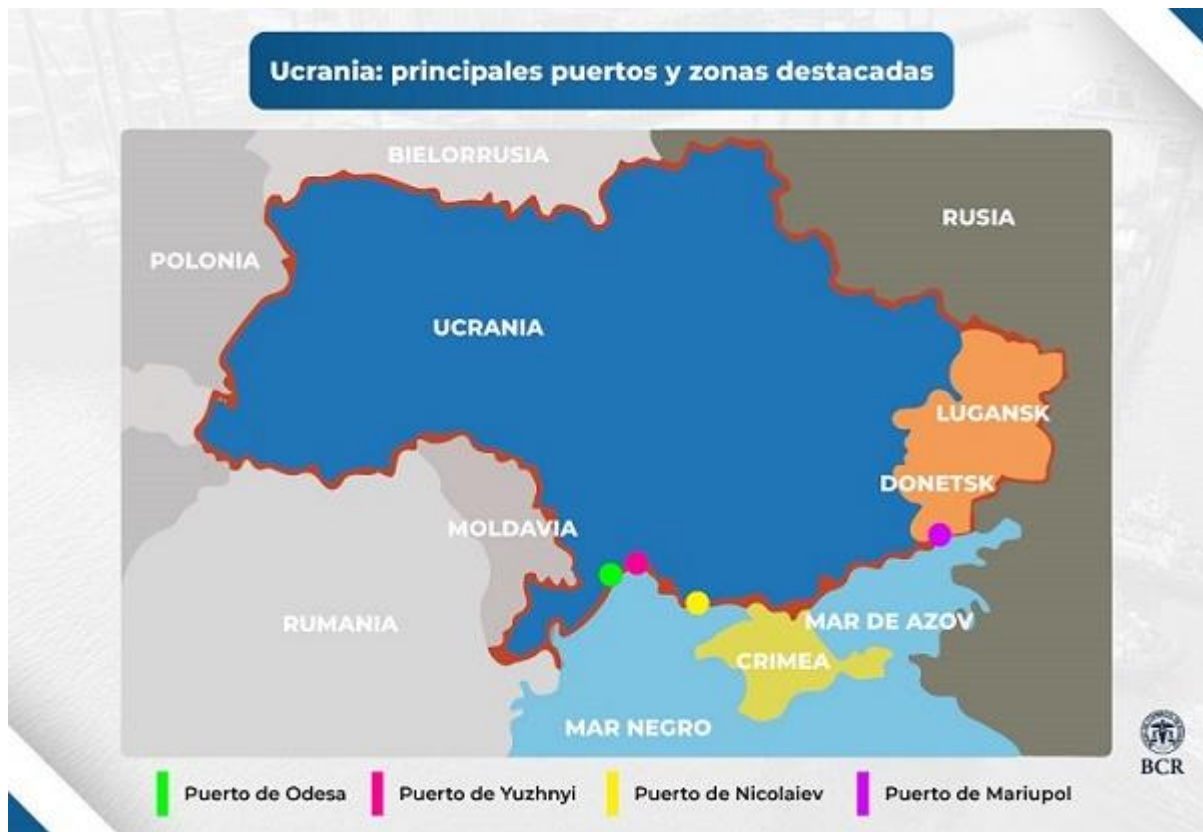 Ucrania: principales puertos y zonas destacadas
BIELORRUSIA
RUSIA
POLONIA
UCRANIA
LUGANSK
DONETSK
MOLDAVIA
RUMANIA
MAR DE AZOV
CRIMEA
MAR NEGRO
BCR
Puerto de Odesa
Puerto de Yuzhnyi
Puerto de Nicolaiev
Puerto de Mariupol